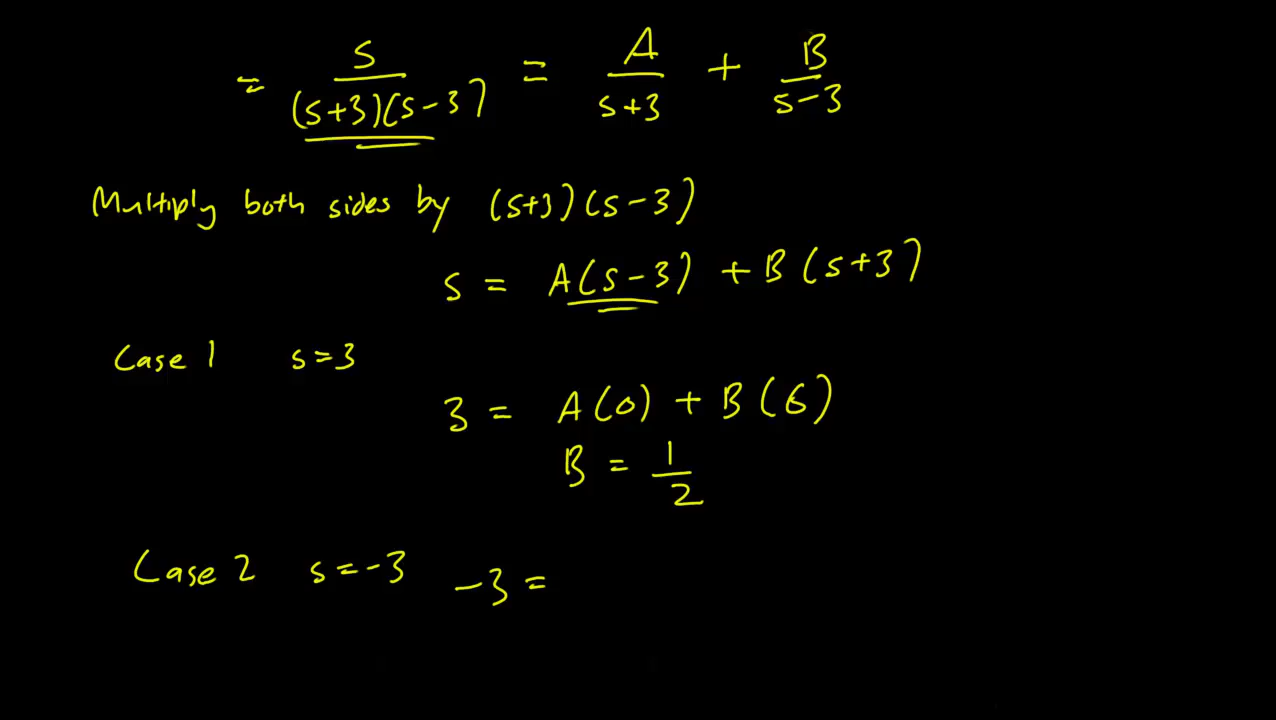 = s/((s+3)(s-3)) = A/(s+3) + B/(s-3)
Multiply both sides by (s+3)(s-3)
s = A(s-3) + B(s+3)
Case 1 s=3
3 = A(0) + B(6)
B = 1/2
Case 2 s=-3 -3=